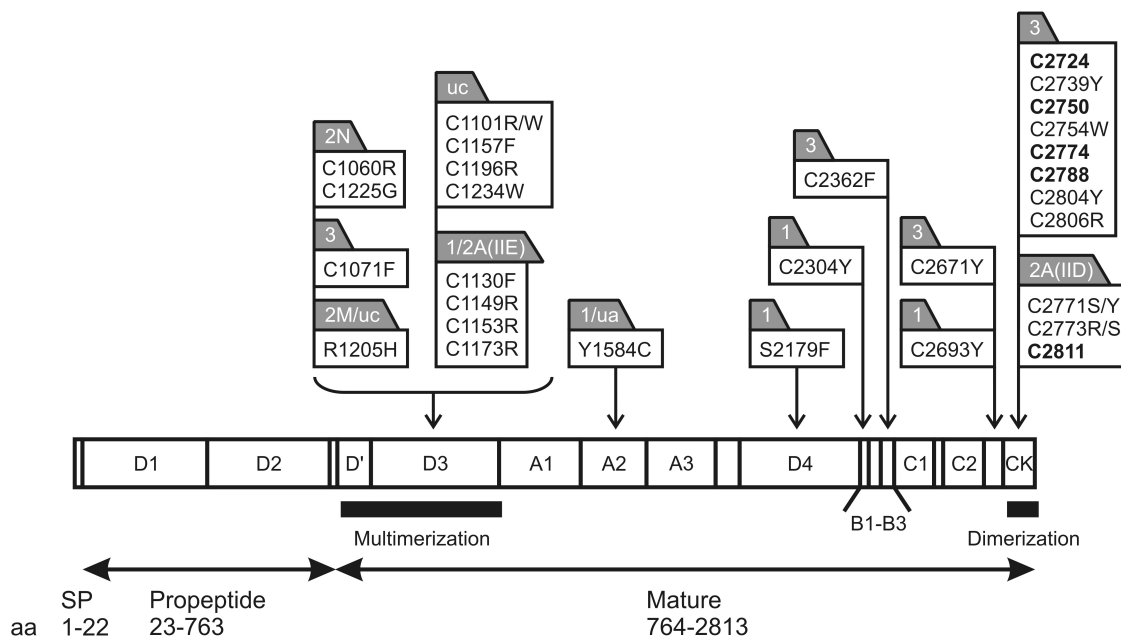 2N
C1060R
C1225G
3
C1071F
2M/uc
R1205H
uc
C1101R/W
C1157F
C1196R
C1234W
1/2A(IIE)
C1130F
C1149R
C1153R
C1173R
1/ua
Y1584C
1
S2179F
1
C2304Y
3
C2362F
3
C2671Y
1
C2693Y
3
C2724
C2739Y
C2750
C2754W
C2774
C2788
C2804Y
C2806R
2A(IID)
C2771S/Y
C2773R/S
C2811
D1 D2 D' D3 A1 A2 A3 D4 C1 C2 CK
B1-B3
Multimerization Dimerization
SP Propeptide Mature
aa 1-22 23-763 764-2813